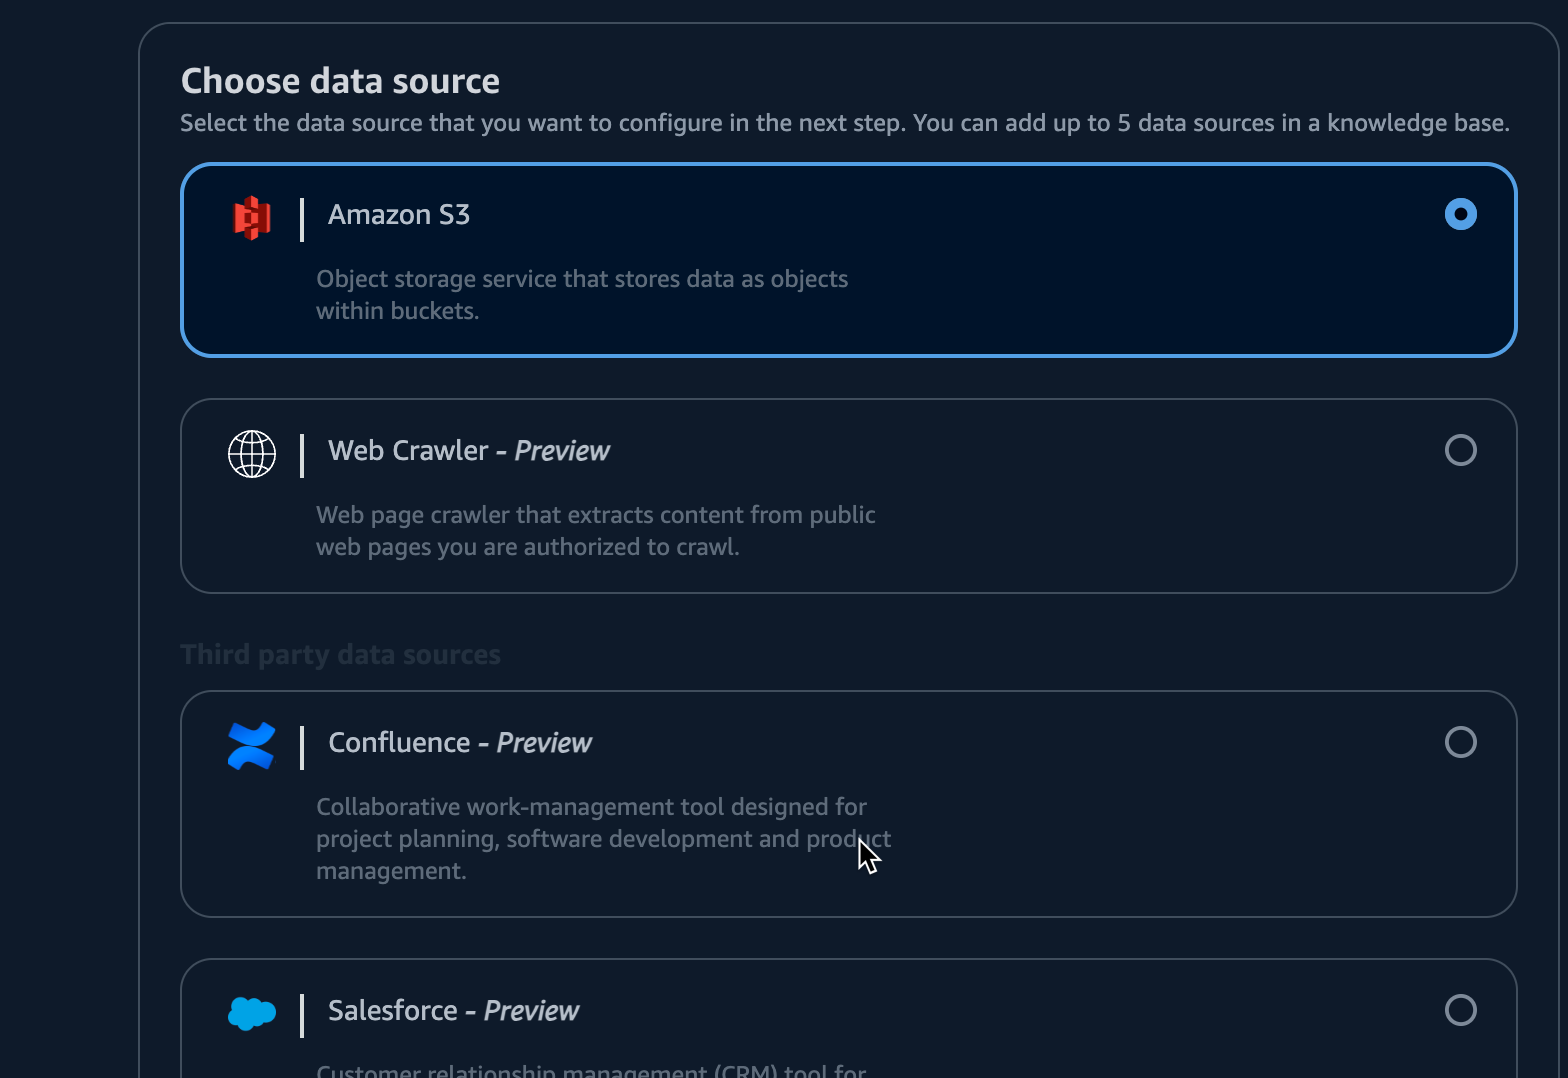 Choose data source
Select the data source that you want to configure in the next step. You can add up to 5 data sources in a knowledge base.
Amazon S3
Object storage service that stores data as objects
within buckets.
Web Crawler - Preview
Web page crawler that extracts content from public
web pages you are authorized to crawl.
Third party data sources
Confluence - Preview
Collaborative work-management tool designed for
project planning, software development and product
management.
Salesforce - Preview
Customer relationship management (CRM) tool for